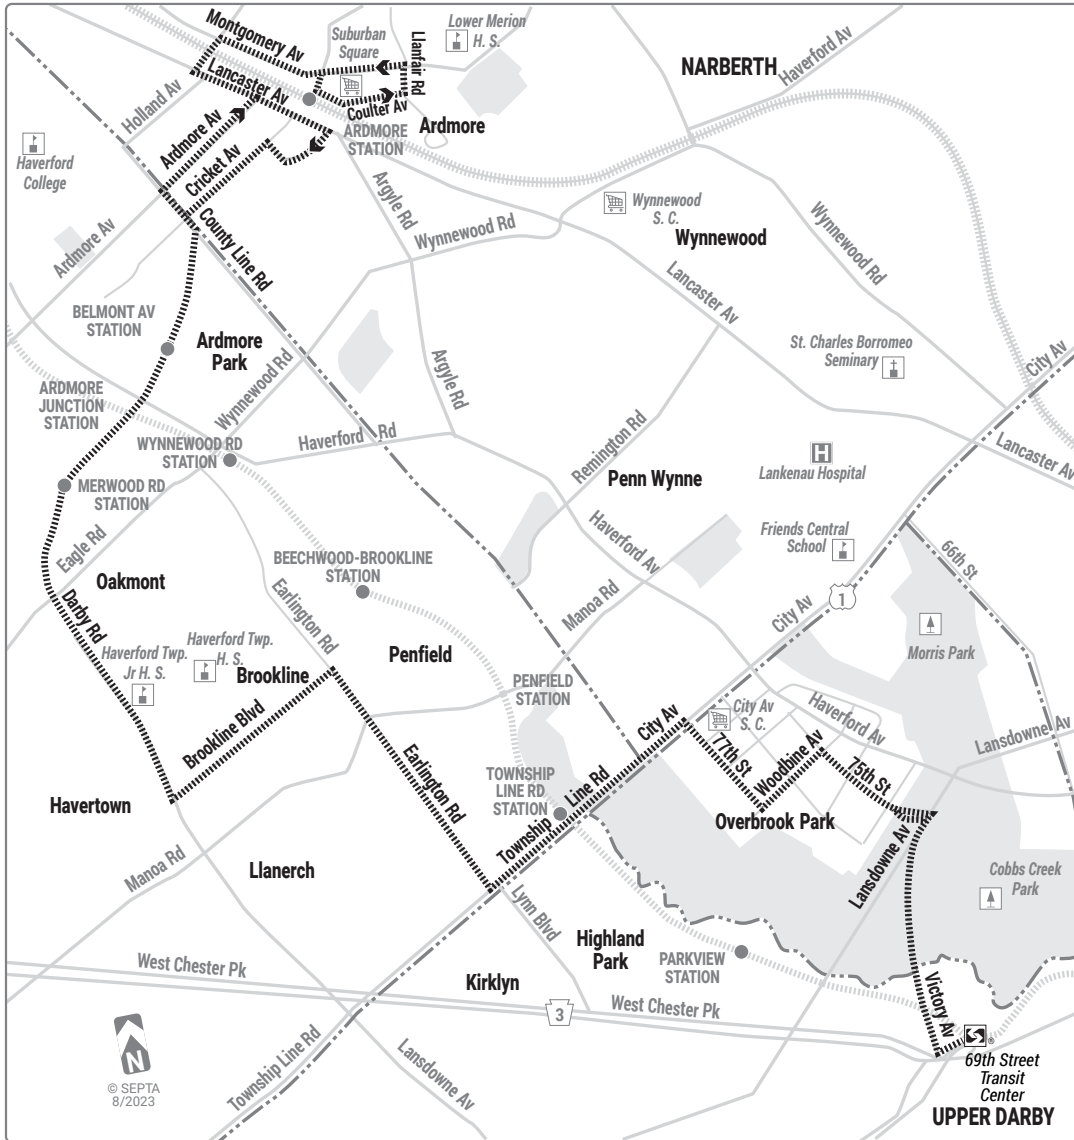 Montgomery Av
Suburban
Square
Llanfair Rd
Lower Merion
H. S.
NARBERTH
Haverford Av
Holland Av
Lancaster Av
Coulter Av
Ardmore
ARDMORE
STATION
Ardmore Av
Cricket Av
Haverford
College
Argyle Rd
Wynnewood
S. C.
Wynnewood
Wynnewood Rd
Wynnewood Rd
Ardmore Av
County Line Rd
Lancaster Av
BELMONT AV
STATION
Ardmore
Park
St. Charles Borromeo
Seminary
City Av
Wynnewood Rd
Argyle Rd
ARDMORE
JUNCTION
STATION
WYNNEWOOD RD
STATION
Haverford Rd
Remington Rd
Lancaster Av
Lankenau Hospital
Penn Wynne
MERWOOD RD
STATION
Eagle Rd
Haverford Av
Friends Central
School
66th St
BEECHWOOD-BROOKLINE
STATION
Oakmont
Manoa Rd
City Av
1
Darby Rd
Earlington Rd
Haverford Twp.
Jr H. S.
Haverford Twp.
H. S.
Brookline
Penfield
Morris Park
PENFIELD
STATION
City Av
City Av
S. C.
Haverford Av
Lansdowne Av
Brookline Blvd
77th St
Woodbine Av
75th St
Earlington Rd
TOWNSHIP
LINE RD
STATION
Township Line Rd
Havertown
Overbrook Park
Lansdowne Av
Manoa Rd
Llanerch
Cobbs Creek
Park
Lynn Blvd
Highland
Park
PARKVIEW
STATION
West Chester Pk
Kirklyn
West Chester Pk
3
Victory Av
N
© SEPTA
8/2023
Township Line Rd
Lansdowne Av
®
69th Street
Transit
Center
UPPER DARBY